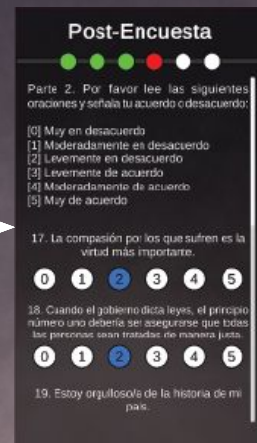 Post-Encuesta
Parte 2. Por favor lee las siguientes
oraciones y señala tu acuerdo o desacuerdo:
[0] Muy en desacuerdo
[1] Moderadamente en desacuerdo
[2] Levemente en desacuerdo
[3] Levemente de acuerdo
[4] Moderadamente de acuerdo
[5] Muy de acuerdo
17. La compasión por los que sufren es la
virtud más importante.
0 1 2 3 4 5
18. Cuando el gobierno dicta leyes, el principio
número uno debería ser asegurarse que todas
las personas sean tratadas de manera justa.
0 1 2 3 4 5
19. Estoy orgulloso/a de la historia de mi
país.